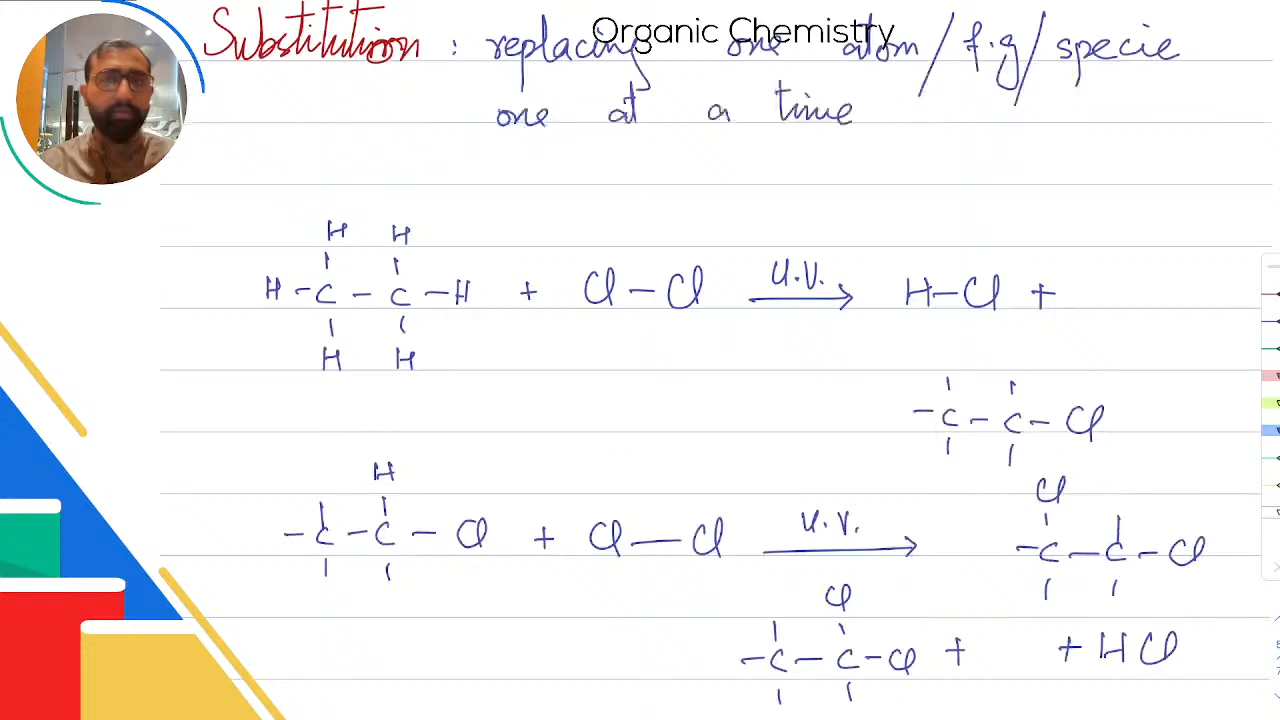 Organic Chemistry
Substitution : replacing one atom / f.g / specie
one at a time
H H
H - C - C - H + Cl - Cl U.V. H - Cl +
H H
- C - C - Cl
H
- C - C - Cl + Cl - Cl U.V.
Cl
- C - C - Cl
Cl
- C - C - Cl + + HCl